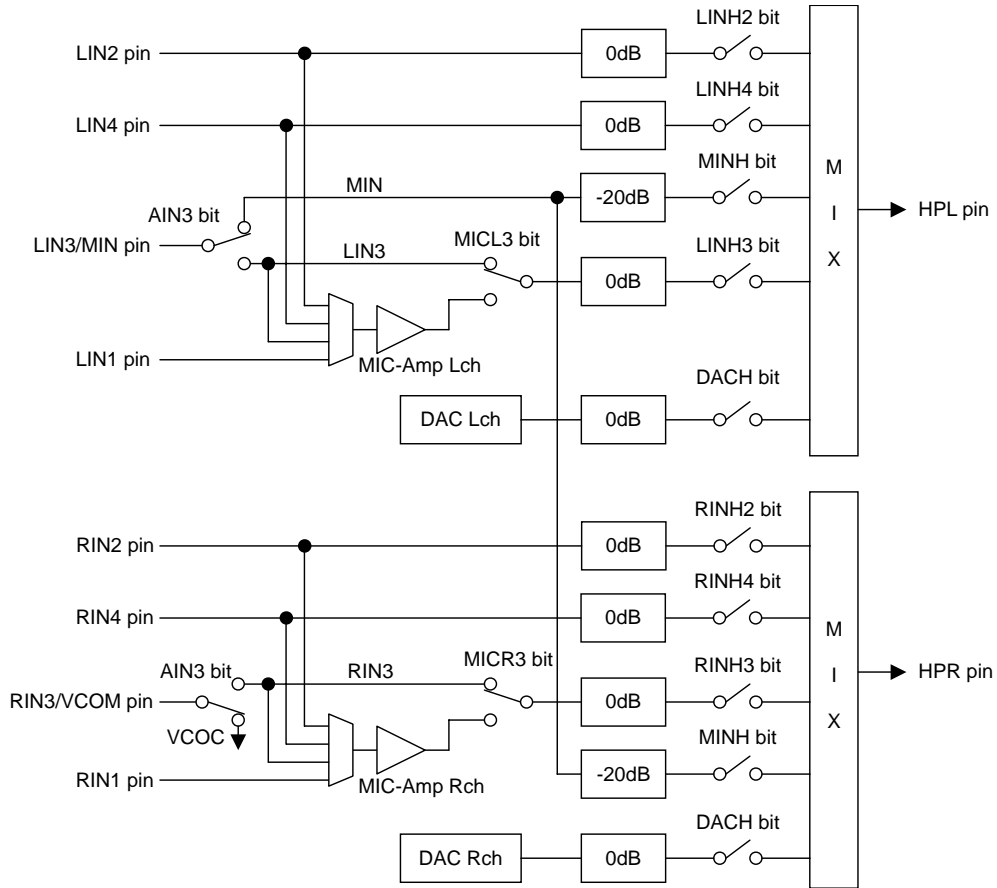 LINH2 bit
LIN2 pin
0dB
LINH4 bit
LIN4 pin
0dB
MINH bit
MIN
-20dB
AIN3 bit
LIN3/MIN pin
LIN3
MICL3 bit
LINH3 bit
0dB
LIN1 pin
MIC-Amp Lch
DACH bit
DAC Lch
0dB
M
I
X
HPL pin
RINH2 bit
RIN2 pin
0dB
RINH4 bit
RIN4 pin
0dB
AIN3 bit
RIN3
MICR3 bit
RINH3 bit
RIN3/VCOM pin
0dB
VCOC
MINH bit
RIN1 pin
MIC-Amp Rch
-20dB
DACH bit
DAC Rch
0dB
M
I
X
HPR pin